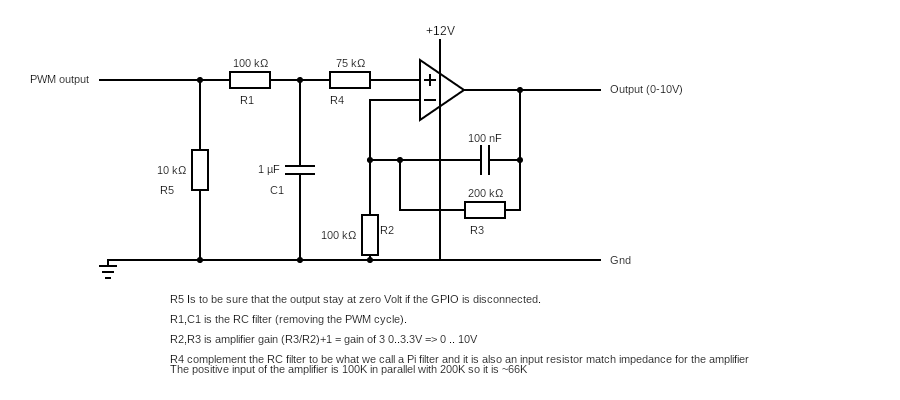 +12V
100 kΩ
75 kΩ
PWM output
R1
R4
Output (0-10V)
100 nF
10 kΩ
R5
1 µF
C1
200 kΩ
R3
100 kΩ
R2
Gnd
R5 Is to be sure that the output stay at zero Volt if the GPIO is disconnected.
R1,C1 is the RC filter (removing the PWM cycle).
R2,R3 is amplifier gain (R3/R2)+1 = gain of 3 0..3.3V => 0 .. 10V
R4 complement the RC filter to be what we call a Pi filter and it is also an input resistor match impedance for the amplifier
The positive input of the amplifier is 100K in parallel with 200K so it is ~66K